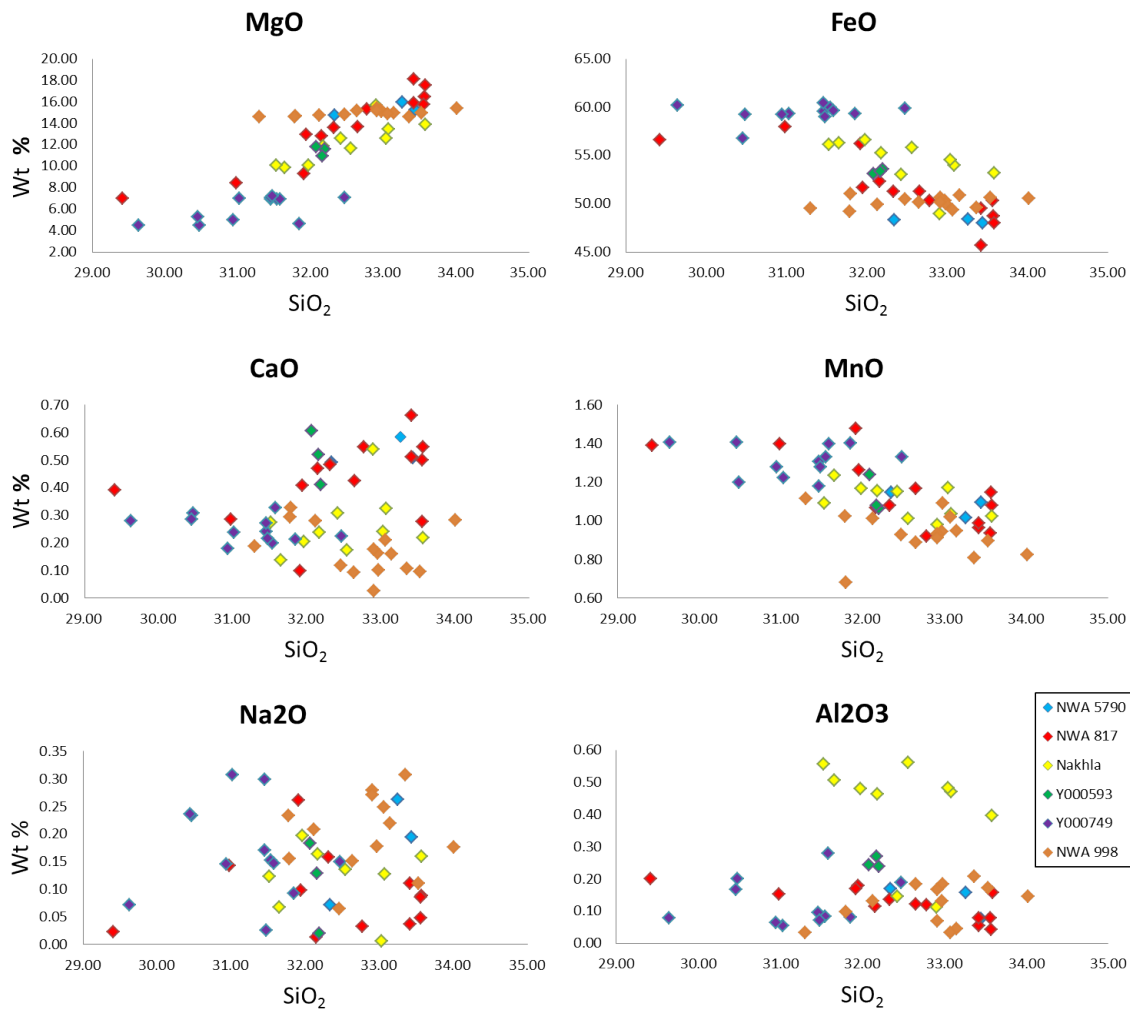 MgO
20.00
18.00
16.00
14.00
12.00
10.00
8.00
6.00
4.00
2.00
Wt %
29.00 30.00 31.00 32.00 33.00 34.00 35.00
SiO₂
FeO
65.00
60.00
55.00
50.00
45.00
29.00 30.00 31.00 32.00 33.00 34.00 35.00
SiO₂
CaO
0.70
0.60
0.50
0.40
0.30
0.20
0.10
0.00
Wt %
29.00 30.00 31.00 32.00 33.00 34.00 35.00
SiO₂
MnO
1.60
1.40
1.20
1.00
0.80
0.60
29.00 30.00 31.00 32.00 33.00 34.00 35.00
SiO₂
Na2O
0.35
0.30
0.25
0.20
0.15
0.10
0.05
0.00
Wt %
29.00 30.00 31.00 32.00 33.00 34.00 35.00
SiO₂
Al2O3
0.60
0.50
0.40
0.30
0.20
0.10
0.00
29.00 30.00 31.00 32.00 33.00 34.00 35.00
SiO₂
NWA 5790
NWA 817
Nakhla
Y000593
Y000749
NWA 998